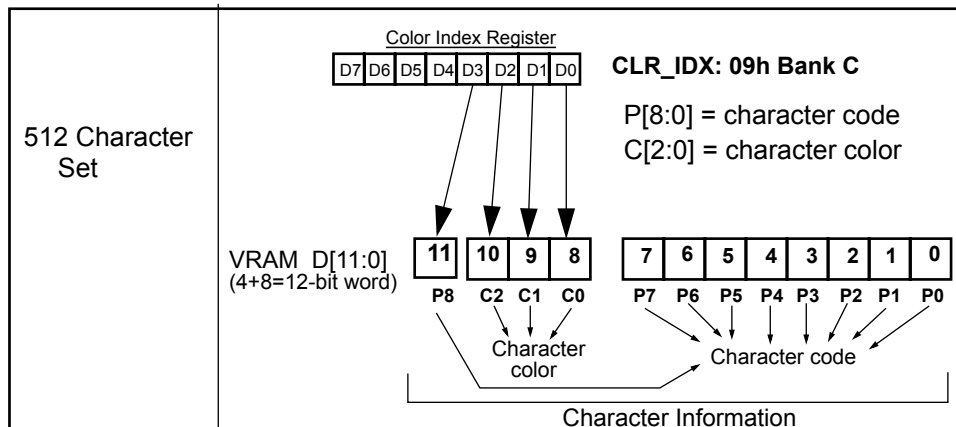 Color Index Register
D7 D6 D5 D4 D3 D2 D1 D0
CLR_IDX: 09h Bank C
P[8:0] = character code
C[2:0] = character color
512 Character
Set
VRAM D[11:0]
(4+8=12-bit word)
11 10 9 8 7 6 5 4 3 2 1 0
P8 C2 C1 C0 P7 P6 P5 P4 P3 P2 P1 P0
Character
color
Character code
Character Information